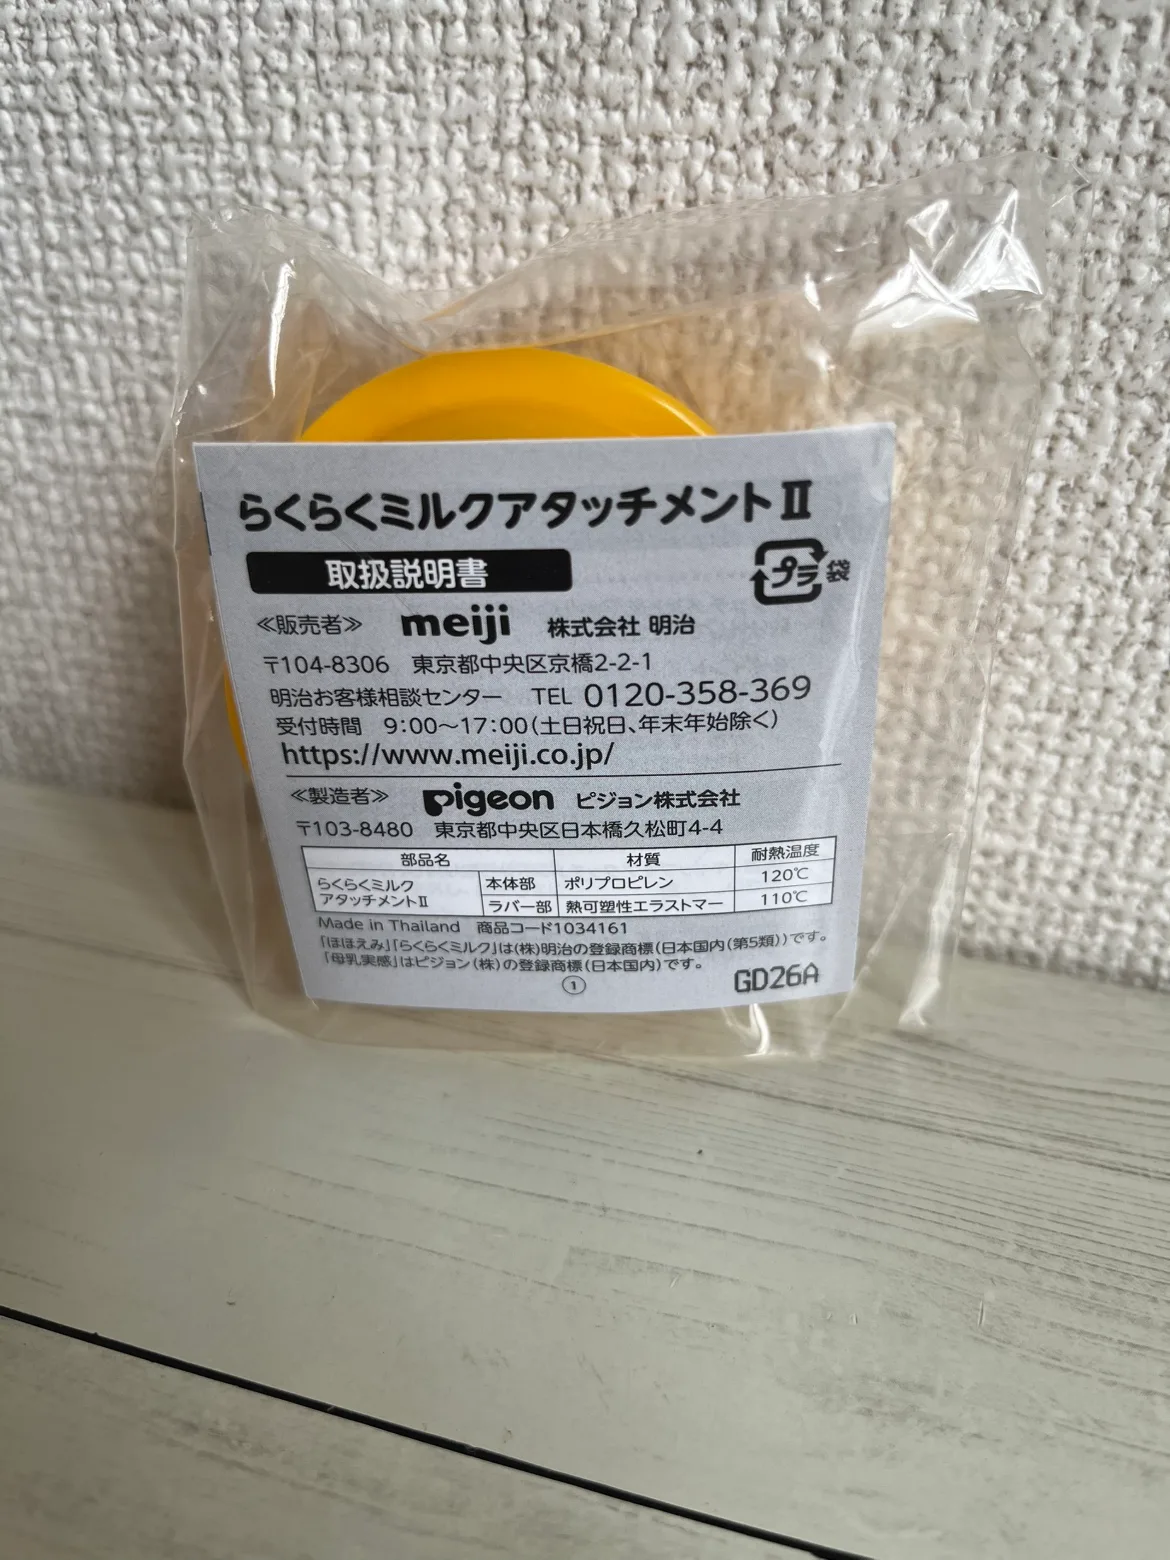 らくらくミルクアタッチメントⅡ
取扱説明書
プラ 袋
≪販売者≫ meiji 株式会社 明治
〒104-8306 東京都中央区京橋2-2-1
明治お客様相談センター TEL 0120-358-369
受付時間 9:00〜17:00(土日祝日、年末年始除く)
https://www.meiji.co.jp/
≪製造者≫ pigeon ピジョン株式会社
〒103-8480 東京都中央区日本橋久松町4-4
部品名 材質 耐熱温度
らくらくミルク アタッチメントⅡ 本体部 ポリプロピレン 120℃
ラバー部 熱可塑性エラストマー 110℃
Made in Thailand 商品コード1034161
「ほほえみ」「らくらくミルク」は(株)明治の登録商標(日本国内(第5類))です。
「母乳実感」はピジョン(株)の登録商標(日本国内)です。
① GD26A